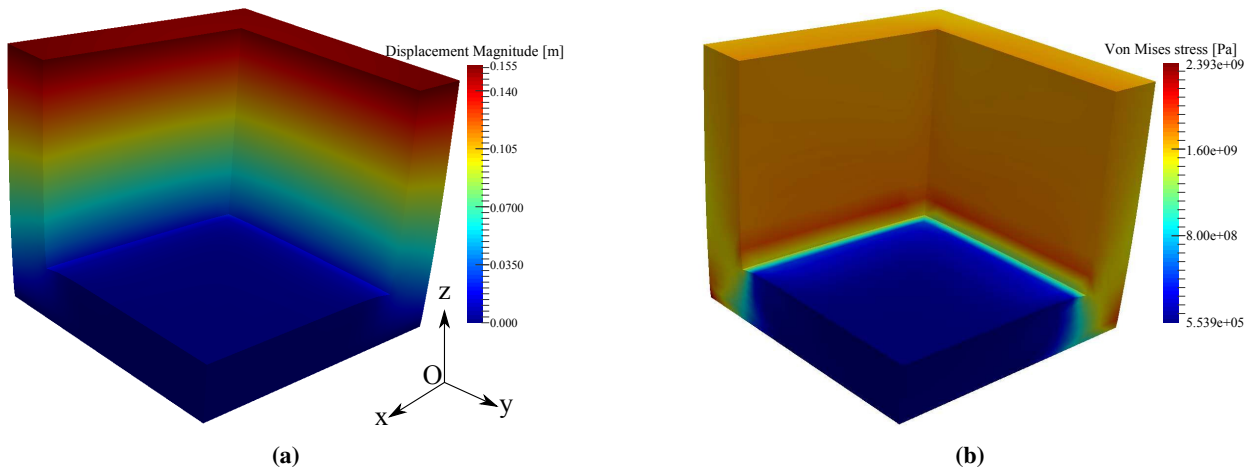 Displacement Magnitude [m]
0.155
0.140
0.105
0.0700
0.0350
0.000
z
O
x
y
(a)
Von Mises stress [Pa]
2.393e+09
1.60e+09
8.00e+08
5.539e+05
(b)